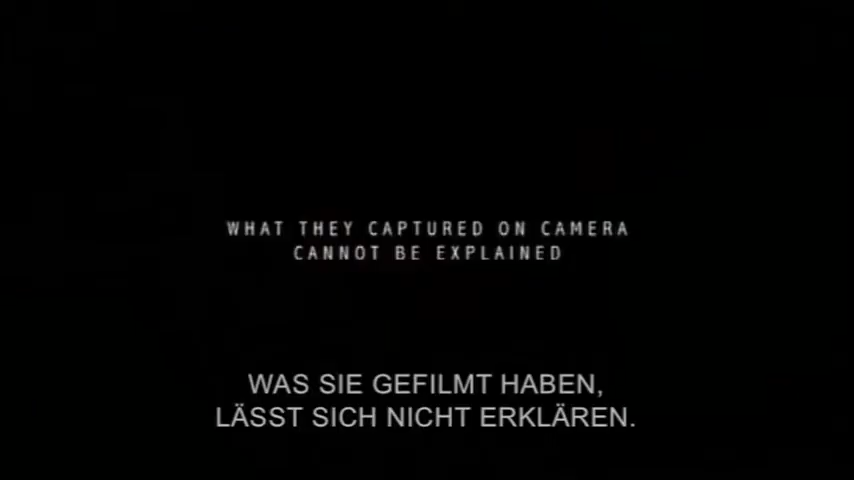 WHAT THEY CAPTURED ON CAMERA
CANNOT BE EXPLAINED
WAS SIE GEFILMT HABEN,
LÄSST SICH NICHT ERKLÄREN.